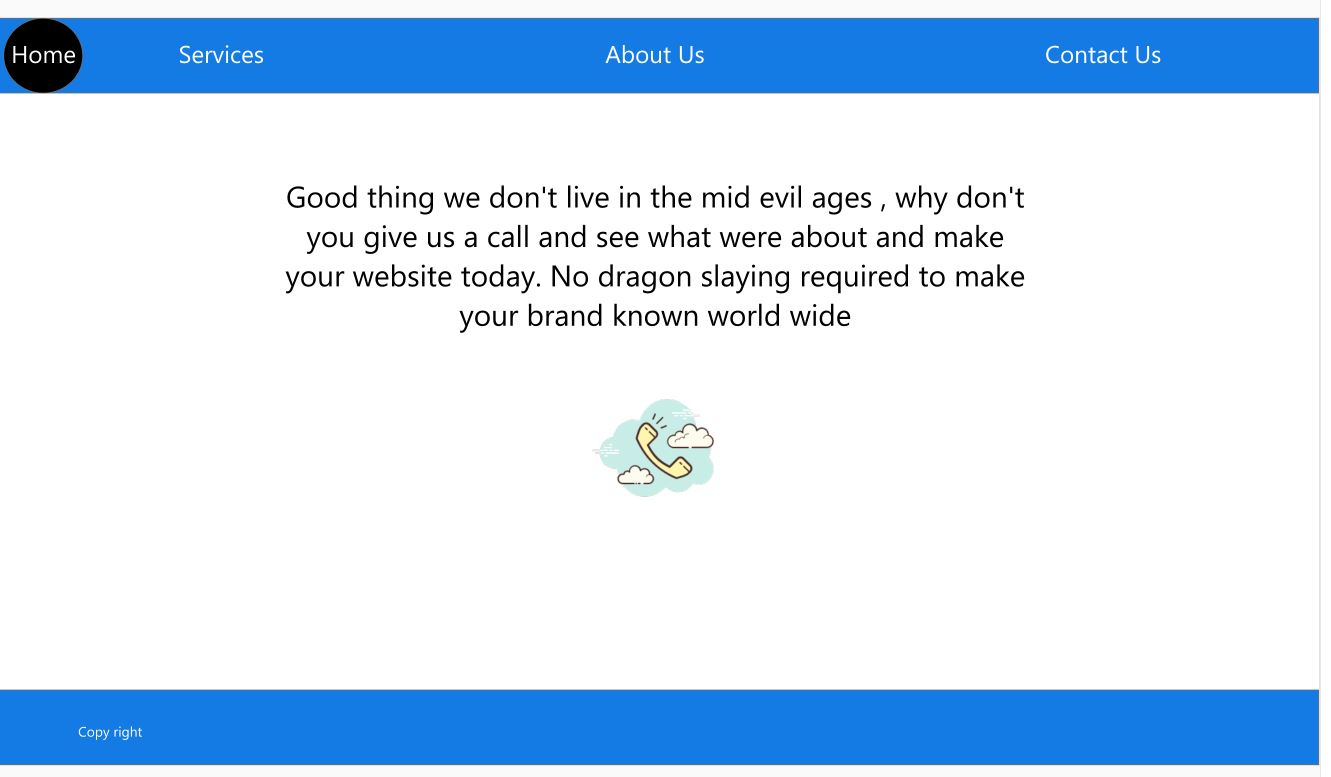 Home Services About Us Contact Us
Good thing we don't live in the mid evil ages , why don't
you give us a call and see what were about and make
your website today. No dragon slaying required to make
your brand known world wide
Copy right